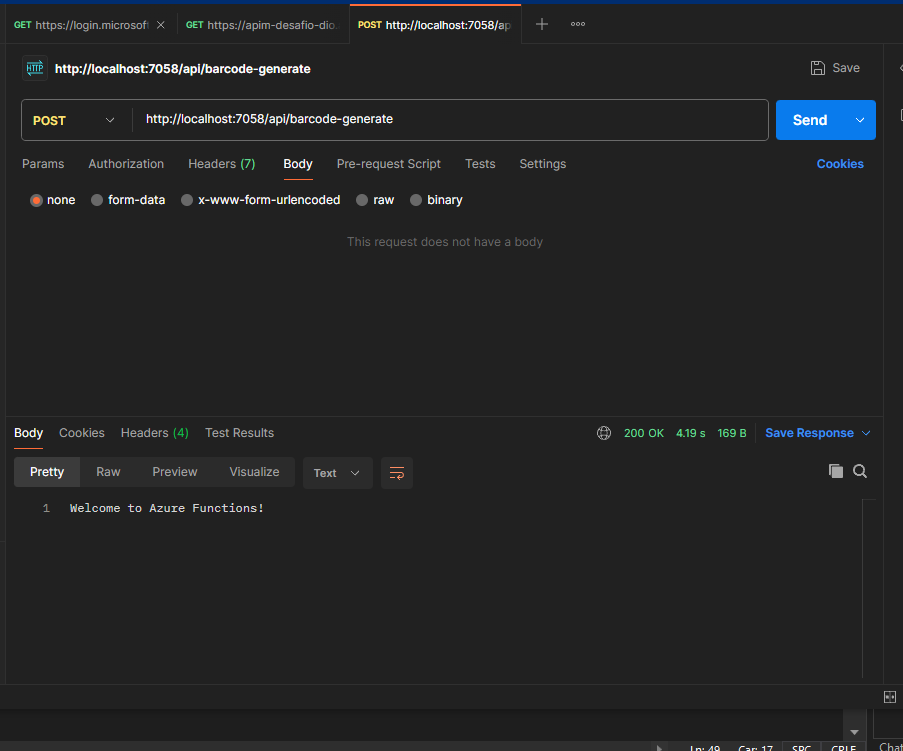 GET https://login.microsoft
GET https://apim-desafio-dio.
POST http://localhost:7058/ap
HTTP http://localhost:7058/api/barcode-generate
Save
POST http://localhost:7058/api/barcode-generate
Send
Params Authorization Headers (7) Body Pre-request Script Tests Settings Cookies
none form-data x-www-form-urlencoded raw binary
This request does not have a body
Body Cookies Headers (4) Test Results
200 OK 4.19 s 169 B Save Response
Pretty Raw Preview Visualize Text
1 Welcome to Azure Functions!
Ln: 49 Car: 17 SPC CRLF
Chat